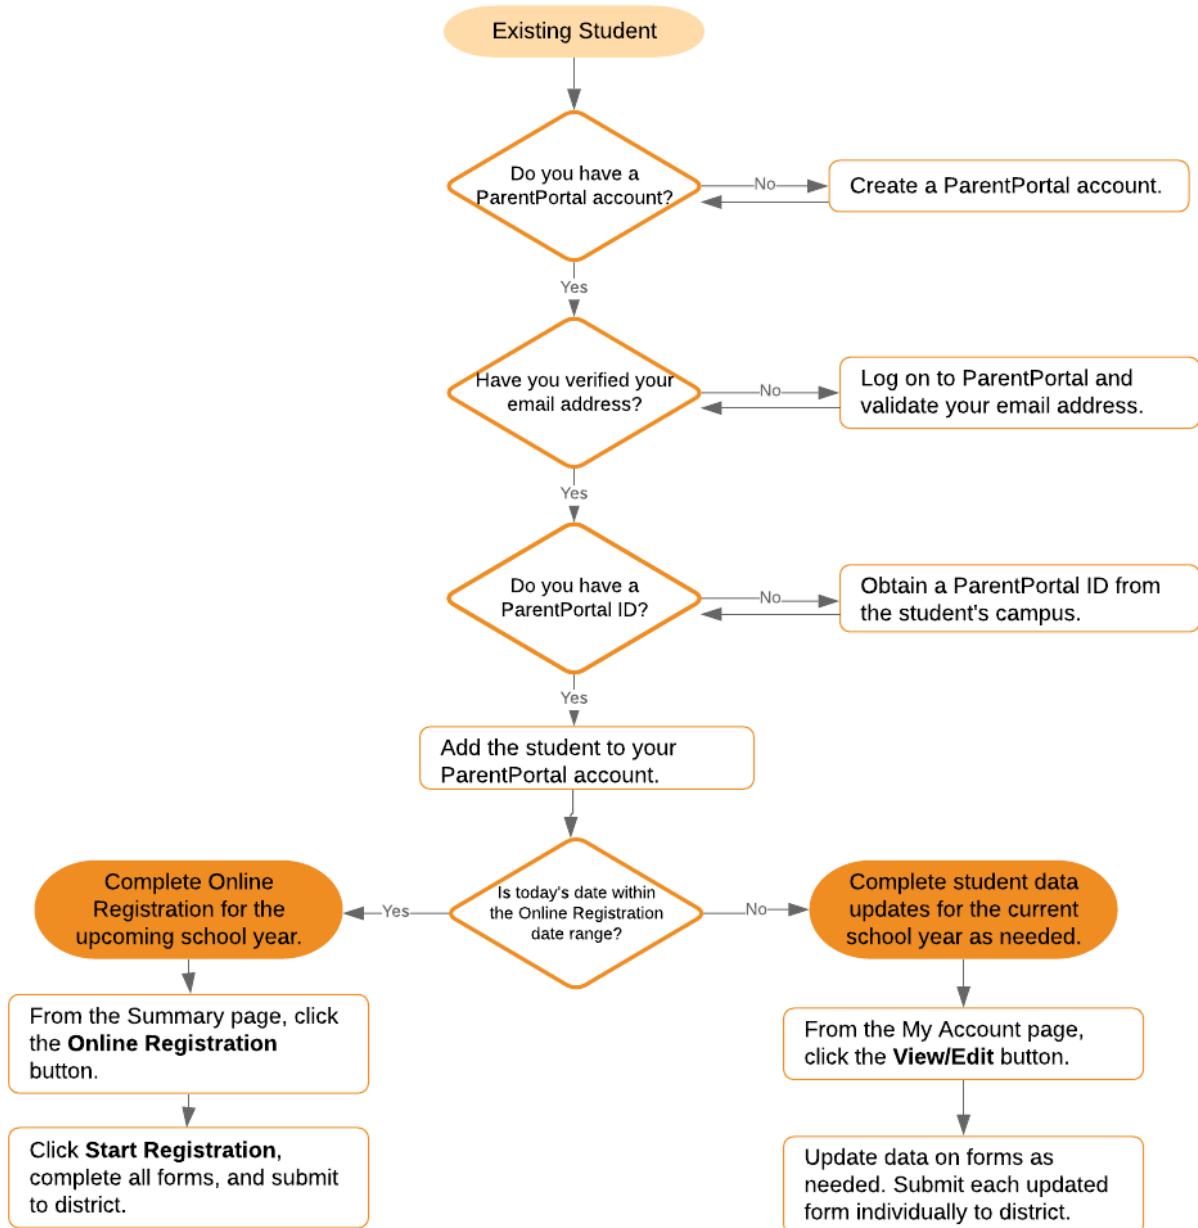 Existing Student
Do you have a
ParentPortal account?
No
Create a ParentPortal account.
Yes
Have you verified your
email address?
No
Log on to ParentPortal and
validate your email address.
Yes
Do you have a
ParentPortal ID?
No
Obtain a ParentPortal ID from
the student's campus.
Yes
Add the student to your
ParentPortal account.
Is today's date within
the Online Registration
date range?
Yes
Complete Online
Registration for the
upcoming school year.
From the Summary page, click
the Online Registration
button.
Click Start Registration,
complete all forms, and submit
to district.
No
Complete student data
updates for the current
school year as needed.
From the My Account page,
click the View/Edit button.
Update data on forms as
needed. Submit each updated
form individually to district.